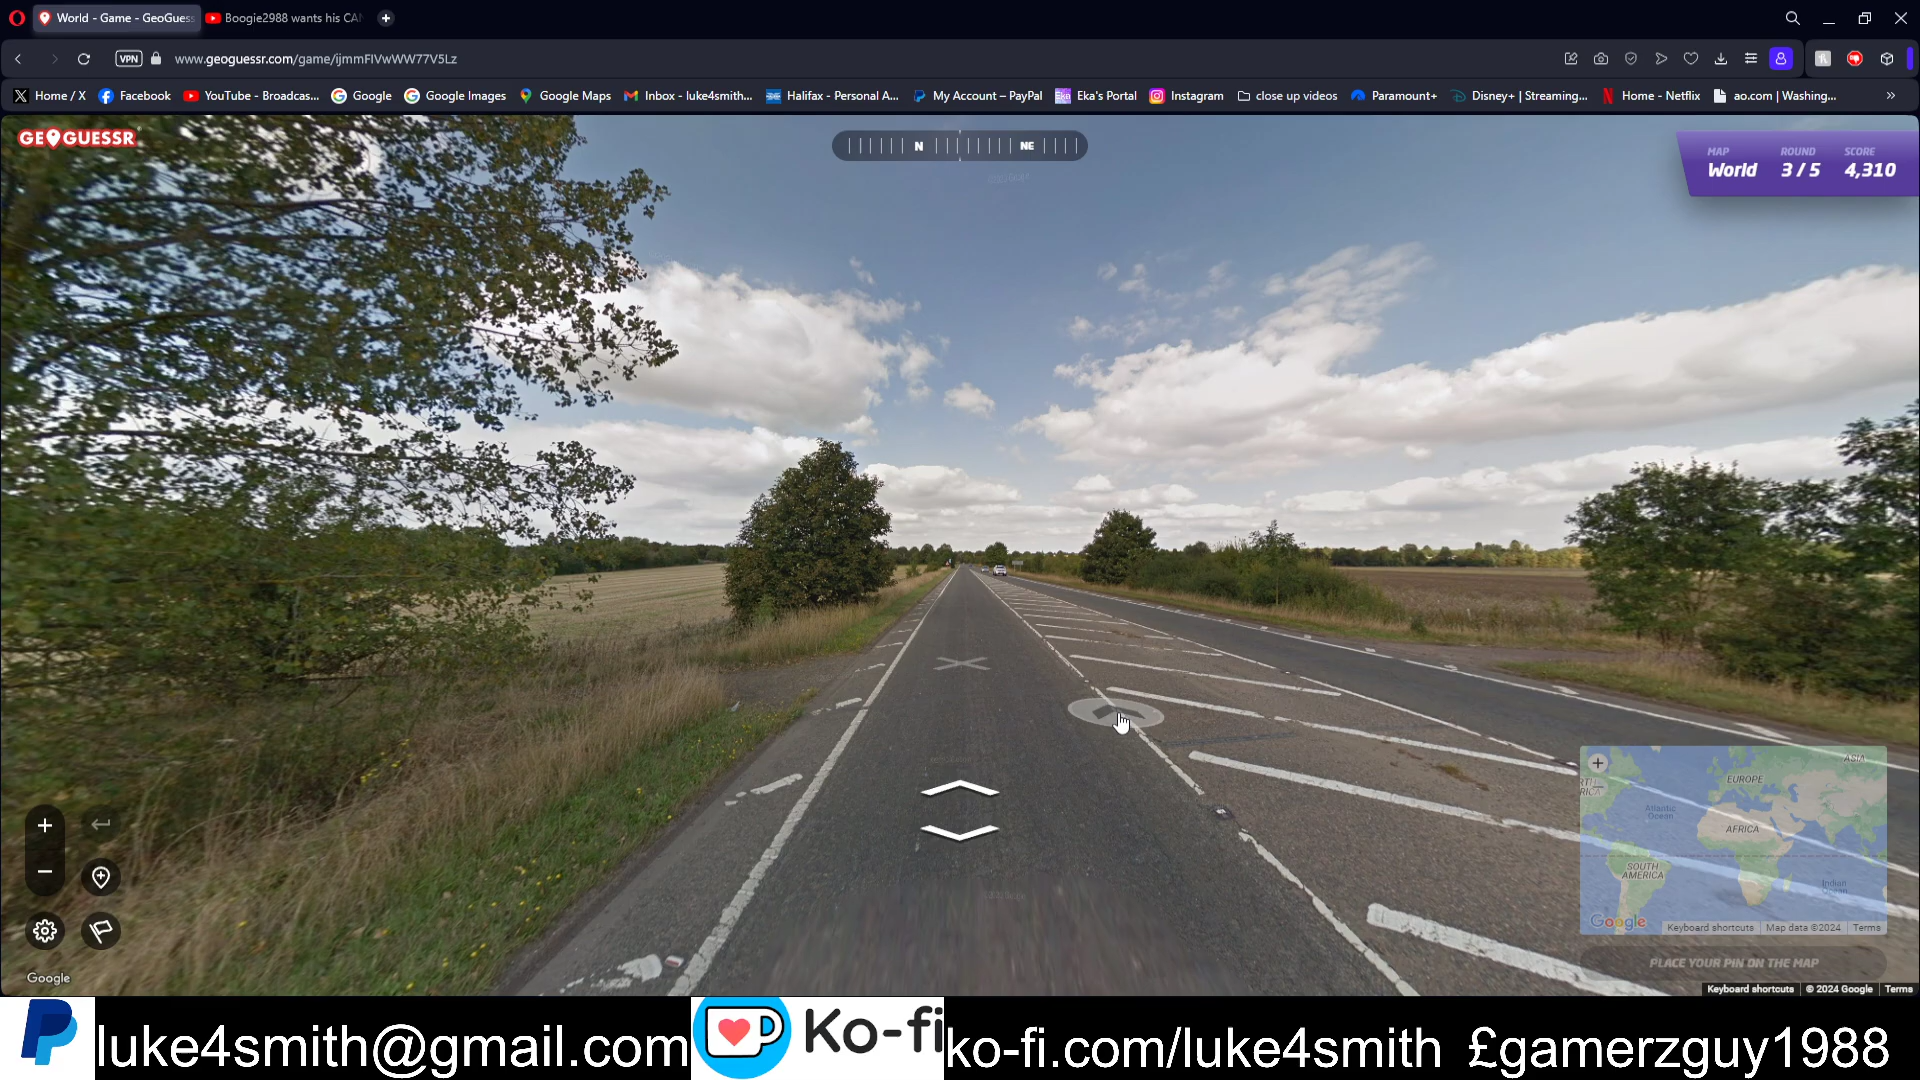 World - Game - GeoGuess
Boogie2988 wants his CA
VPN
www.geoguessr.com/game/ijmmFIVwWW77V5Lz
Home / X
Facebook
YouTube - Broadcas...
Google
Google Images
Google Maps
Inbox - luke4smith...
Halifax - Personal A...
My Account – PayPal
Eka's Portal
Instagram
close up videos
Paramount+
Disney+ | Streaming...
Home - Netflix
ao.com | Washing...
GEOGUESSR
N NE
MAP ROUND SCORE
World 3 / 5 4,310
ASIA
EUROPE
Atlantic
Ocean
AFRICA
SOUTH
AMERICA
Indian
Ocean
Google
Keyboard shortcuts Map data ©2024 Terms
PLACE YOUR PIN ON THE MAP
Google
Keyboard shortcuts © 2024 Google Terms
luke4smith@gmail.com
Ko-fi
ko-fi.com/luke4smith £gamerzguy1988